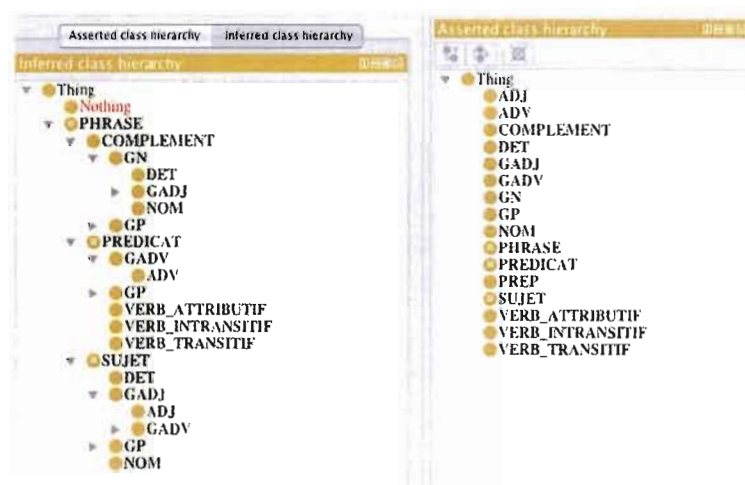 Asserted class hierarchy
Inferred class hierarchy
Inferred class hierarchy
Thing
Nothing
PHRASE
COMPLEMENT
GN
DET
GADJ
NOM
GP
PREDICAT
GADV
ADV
GP
VERB_ATTRIBUTIF
VERB_INTRANSITIF
VERB_TRANSITIF
SUJET
DET
GADJ
ADJ
GADV
GP
NOM
Asserted class hierarchy
Thing
ADJ
ADV
COMPLEMENT
DET
GADJ
GADV
GN
GP
NOM
PHRASE
PREDICAT
PREP
SUJET
VERB_ATTRIBUTIF
VERB_INTRANSITIF
VERB_TRANSITIF